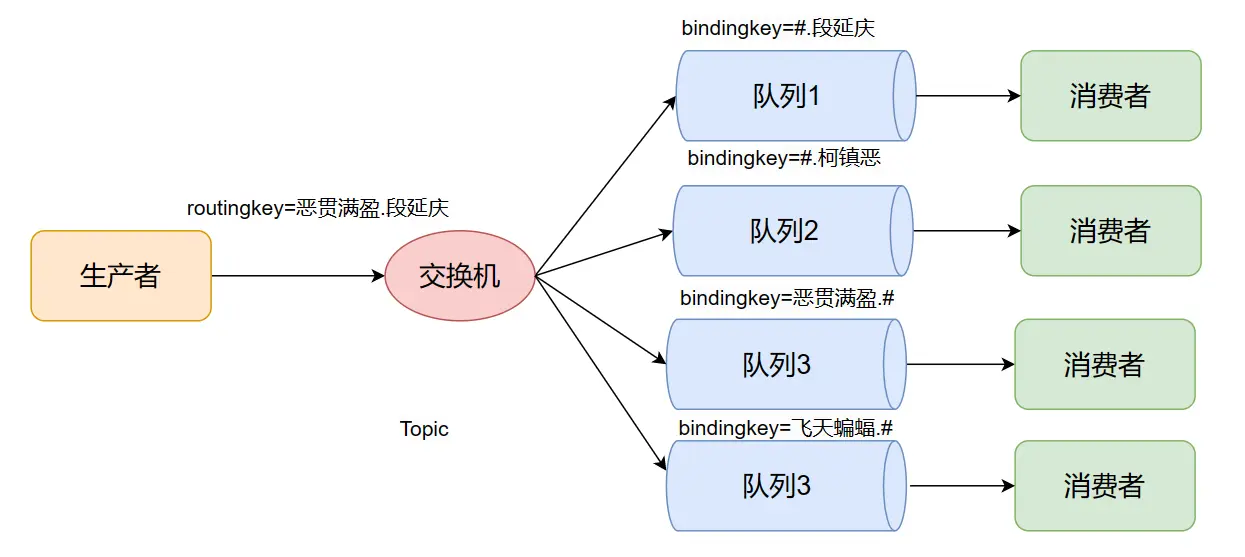 bindingkey=#.段延庆
队列1
消费者
bindingkey=#.柯镇恶
队列2
消费者
routingkey=恶贯满盈.段延庆
生产者
交换机
bindingkey=恶贯满盈.#
队列3
消费者
Topic
bindingkey=飞天蝙蝠.#
队列3
消费者